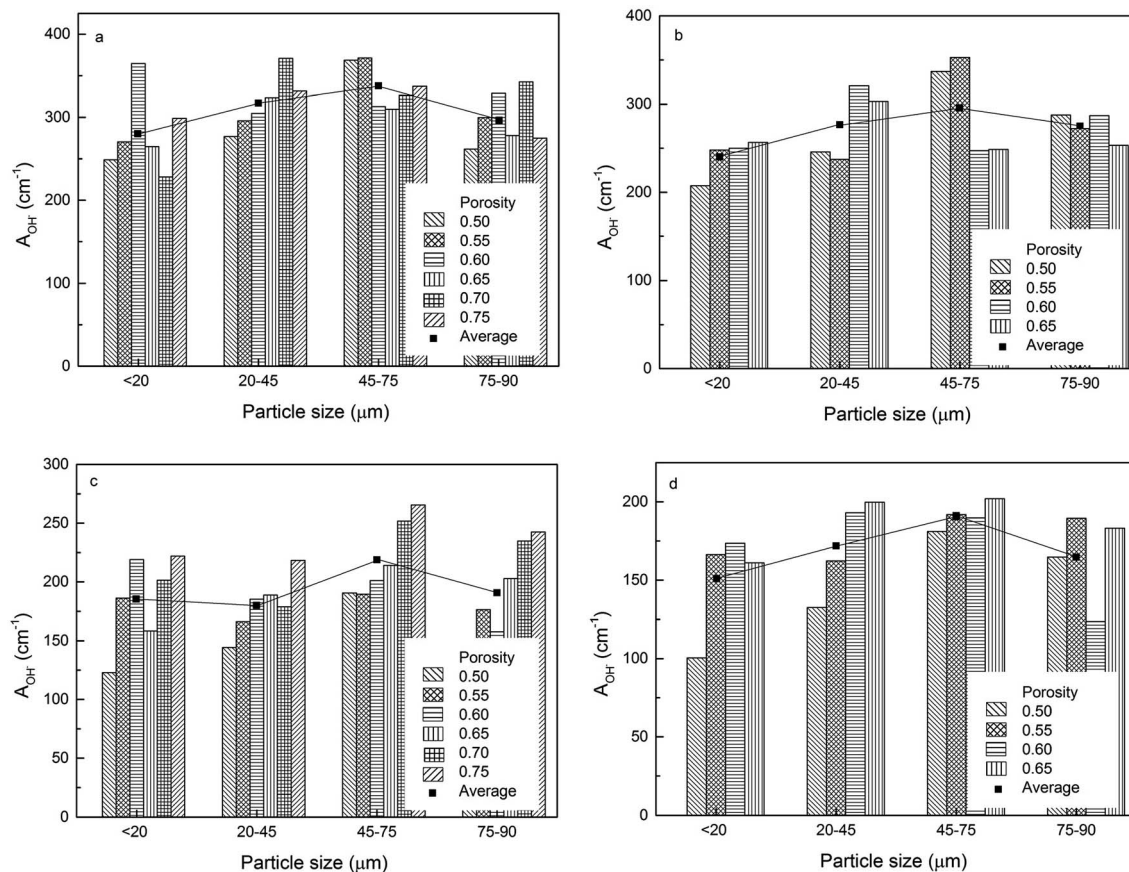 a
A_OH⁻ (cm⁻¹)
400
300
200
100
0
Porosity
0.50
0.55
0.60
0.65
0.70
0.75
Average
<20 20-45 45-75 75-90
Particle size (μm)
b
A_OH⁻ (cm⁻¹)
400
300
200
100
0
Porosity
0.50
0.55
0.60
0.65
Average
<20 20-45 45-75 75-90
Particle size (μm)
c
A_OH⁻ (cm⁻¹)
300
250
200
150
100
50
0
Porosity
0.50
0.55
0.60
0.65
0.70
0.75
Average
<20 20-45 45-75 75-90
Particle size (μm)
d
A_OH⁻ (cm⁻¹)
200
150
100
50
0
Porosity
0.50
0.55
0.60
0.65
Average
<20 20-45 45-75 75-90
Particle size (μm)